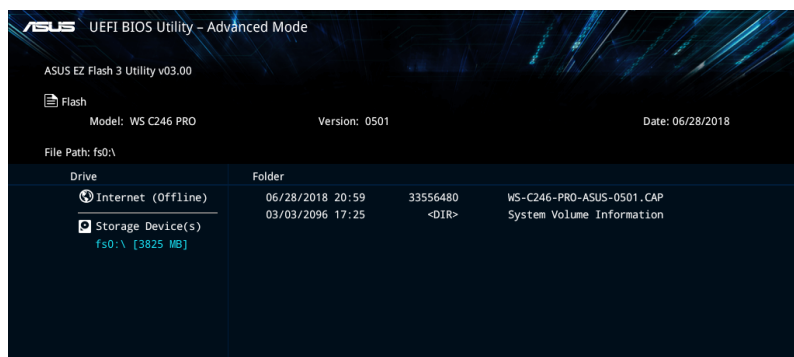 ASUS UEFI BIOS Utility – Advanced Mode
ASUS EZ Flash 3 Utility v03.00
Flash
Model: WS C246 PRO Version: 0501 Date: 06/28/2018
File Path: fs0:\
Drive Folder
Internet (Offline) 06/28/2018 20:59 33556480 WS-C246-PRO-ASUS-0501.CAP
03/03/2096 17:25 <DIR> System Volume Information
Storage Device(s)
fs0:\ [3825 MB]